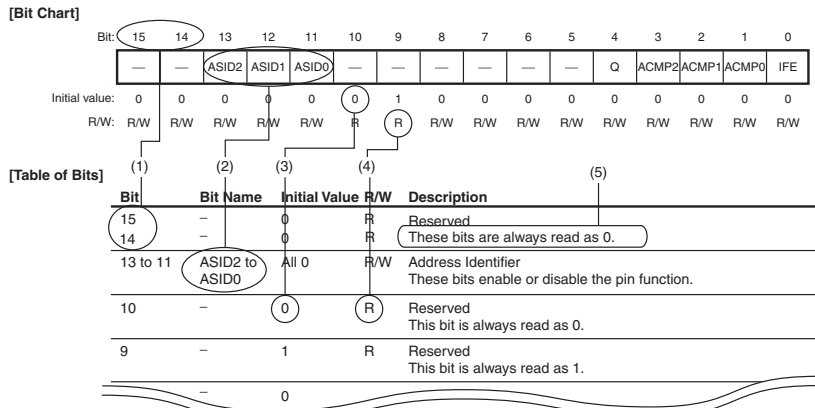 [Bit Chart]
Bit: 15 14 13 12 11 10 9 8 7 6 5 4 3 2 1 0
— — ASID2 ASID1 ASID0 — — — — — — Q ACMP2 ACMP1 ACMP0 IFE
Initial value: 0 0 0 0 0 0 1 0 0 0 0 0 0 0 0 0
R/W: R/W R/W R/W R/W R/W R R R/W R/W R/W R/W R/W R/W R/W R/W R/W
(1) (2) (3) (4) (5)
[Table of Bits]
Bit Bit Name Initial Value R/W Description
15 – 0 R Reserved
14 – 0 R These bits are always read as 0.
13 to 11 ASID2 to All 0 R/W Address Identifier
ASID0 These bits enable or disable the pin function.
10 – 0 R Reserved
This bit is always read as 0.
9 – 1 R Reserved
This bit is always read as 1.
– 0